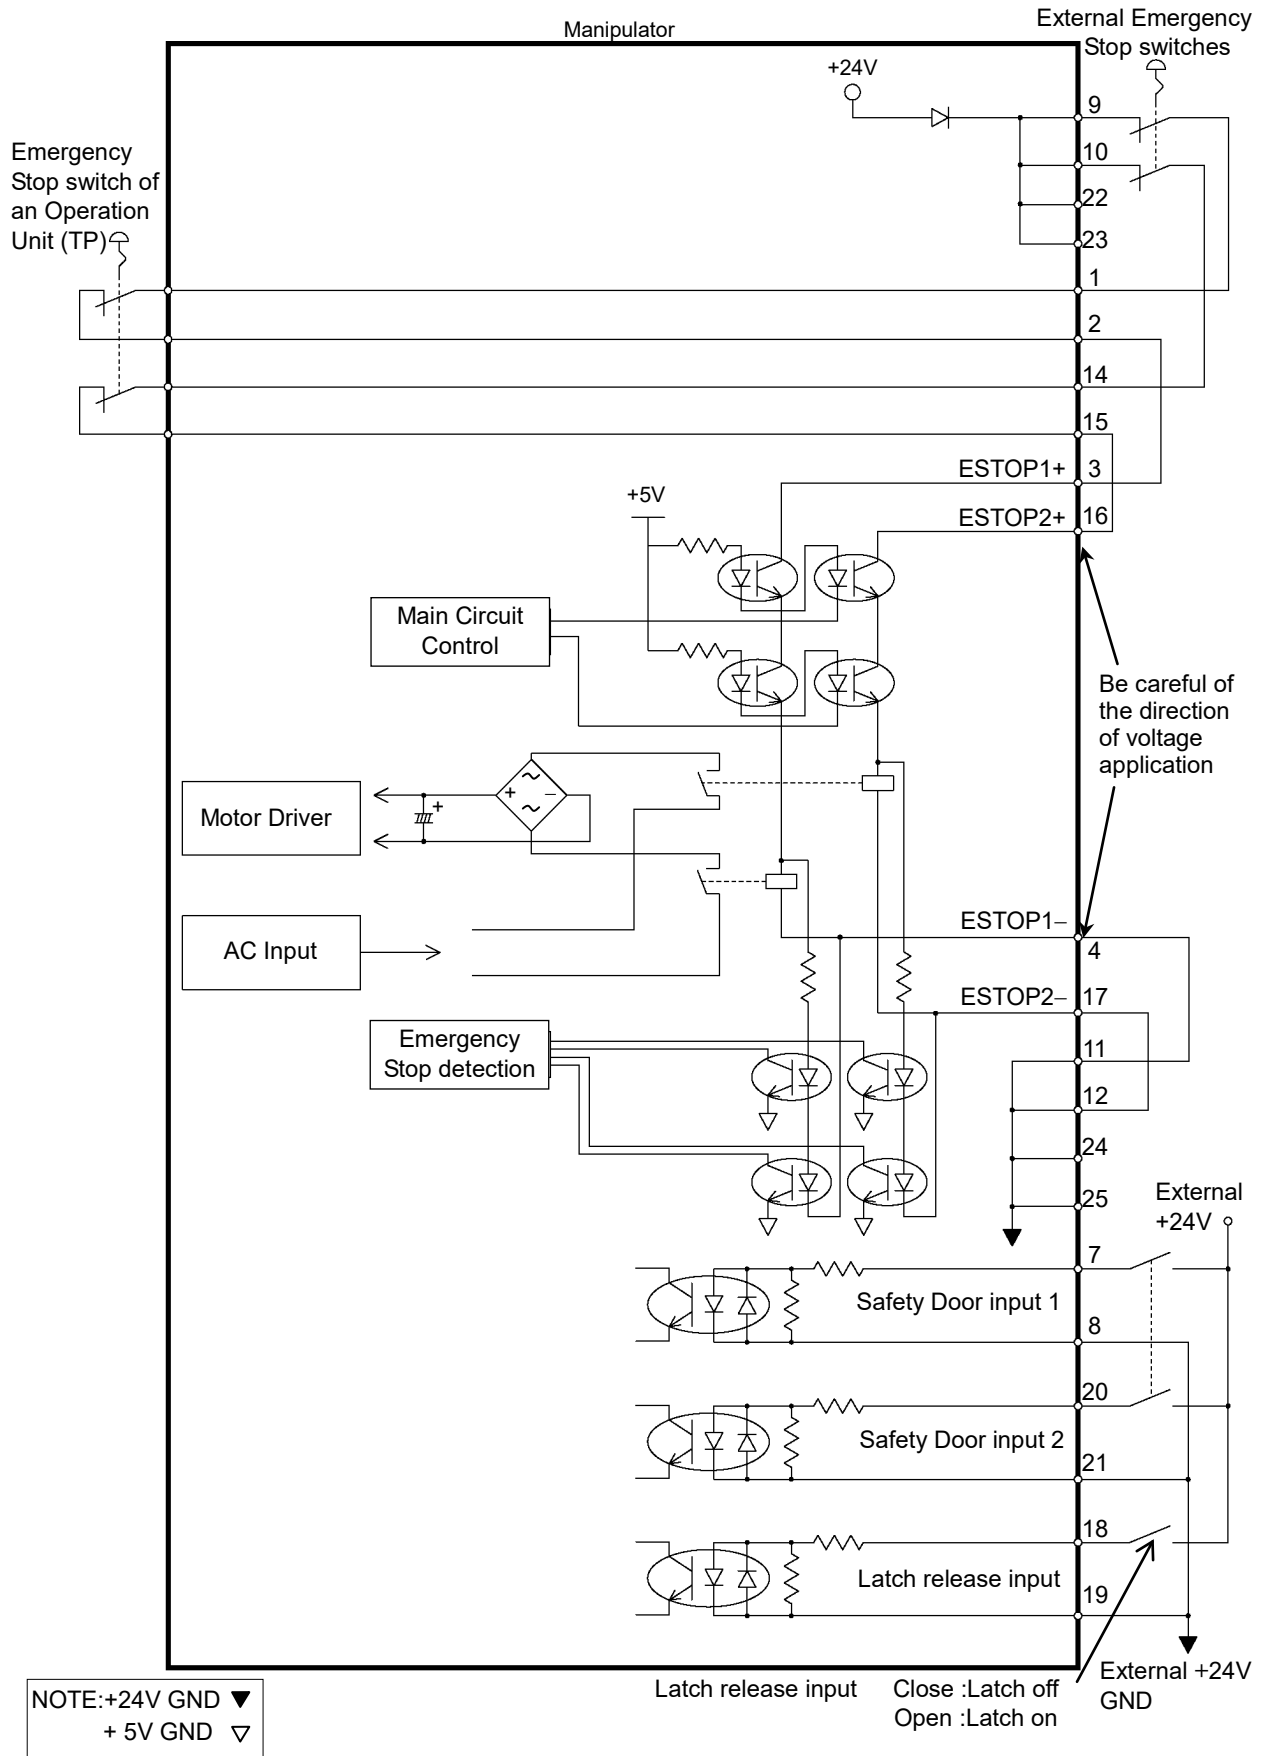 Manipulator
External Emergency
Stop switches
+24V
9
10
22
23
Emergency
Stop switch of
an Operation
Unit (TP)
1
2
14
15
ESTOP1+ 3
ESTOP2+ 16
+5V
Main Circuit
Control
Be careful of
the direction
of voltage
application
Motor Driver
+ −
+
AC Input
ESTOP1−
4
ESTOP2− 17
Emergency
Stop detection
11
12
24
25
External
+24V
7
Safety Door input 1
8
20
Safety Door input 2
21
18
Latch release input
19
External +24V
GND
Latch release input Close :Latch off
Open :Latch on
NOTE:+24V GND
+ 5V GND